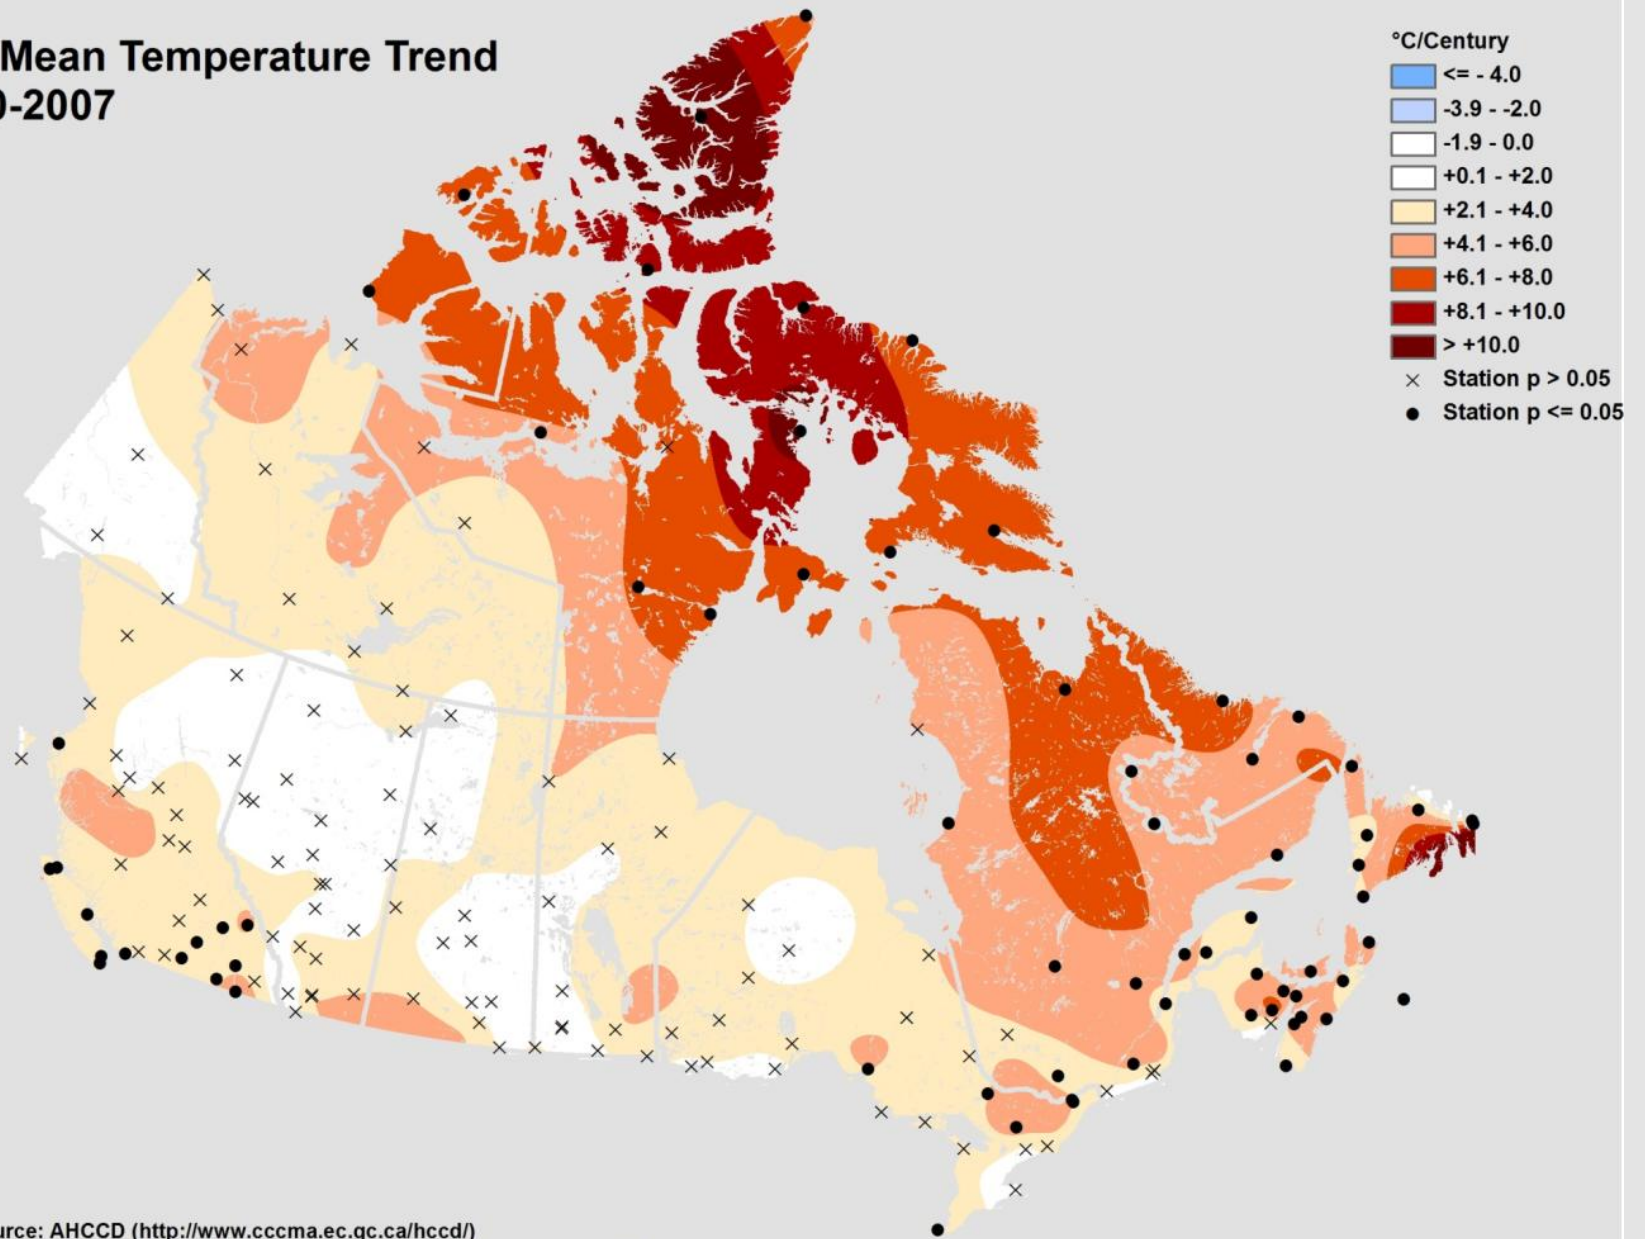 Mean Temperature Trend
0-2007
°C/Century
<= - 4.0
-3.9 - -2.0
-1.9 - 0.0
+0.1 - +2.0
+2.1 - +4.0
+4.1 - +6.0
+6.1 - +8.0
+8.1 - +10.0
> +10.0
Station p > 0.05
Station p <= 0.05
urce: AHCCD (http://www.cccma.ec.gc.ca/hccd/)